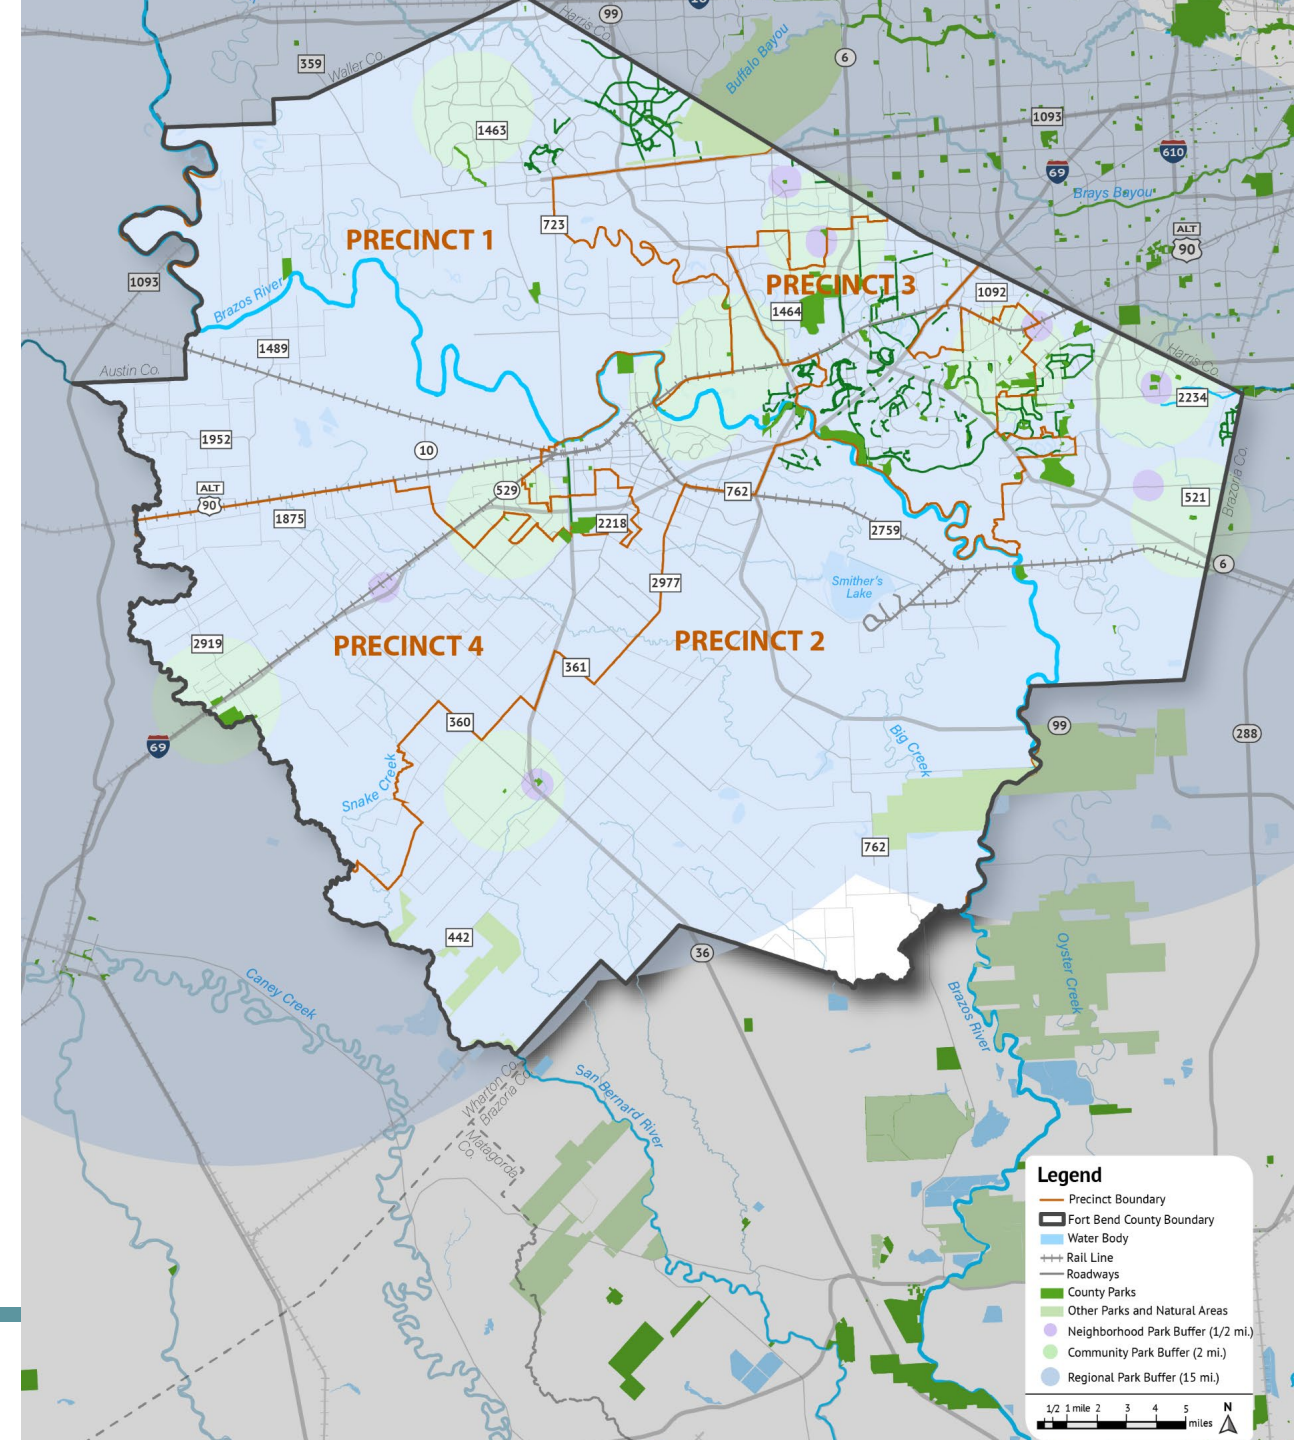 Harris Co.
99
10
359
Waller Co.
Buffalo Bayou
6
1463
1093
610
69
Brays Bayou
723
PRECINCT 1
ALT
90
1093
Brazos River
PRECINCT 3
1092
1464
1489
Austin Co.
Harris Co.
2234
1952
10
ALT
90
529
762
521
Brazoria Co.
1875
2218
2759
6
2977
Smither's
Lake
2919
PRECINCT 4
PRECINCT 2
361
360
69
99
288
Big Creek
Snake Creek
762
442
36
Oyster Creek
Caney Creek
Brazos River
Wharton Co.
Brazoria Co.
San Bernard River
Matagorda
Co.
Legend
Precinct Boundary
Fort Bend County Boundary
Water Body
Rail Line
Roadways
County Parks
Other Parks and Natural Areas
Neighborhood Park Buffer (1/2 mi.)
Community Park Buffer (2 mi.)
Regional Park Buffer (15 mi.)
1/2 1 mile 2 3 4 5
miles
N